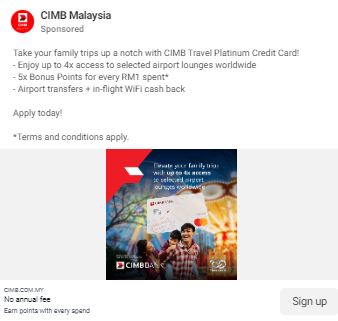 CIMB Malaysia
Sponsored
Take your family trips up a notch with CIMB Travel Platinum Credit Card!
- Enjoy up to 4x access to selected airport lounges worldwide
- 5x Bonus Points for every RM1 spent*
- Airport transfers + in-flight WiFi cash back
Apply today!
*Terms and conditions apply.
Elevate your family trips
with up to 4x access
to selected airport
lounges worldwide
CIMB BANK
CIMB.COM.MY
No annual fee
Earn points with every spend
Sign up